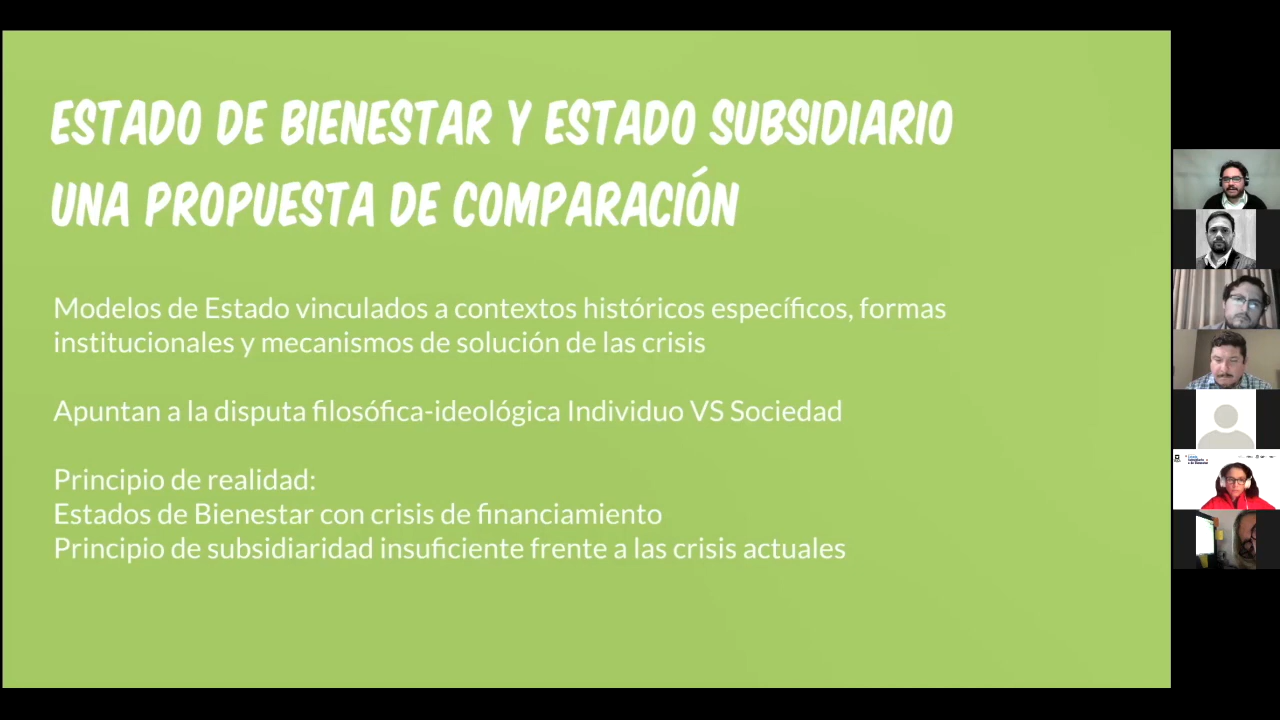 ESTADO DE BIENESTAR Y ESTADO SUBSIDIARIO
UNA PROPUESTA DE COMPARACIÓN
Modelos de Estado vinculados a contextos históricos específicos, formas
institucionales y mecanismos de solución de las crisis
Apuntan a la disputa filosófica-ideológica Individuo VS Sociedad
Principio de realidad:
Estados de Bienestar con crisis de financiamiento
Principio de subsidiaridad insuficiente frente a las crisis actuales